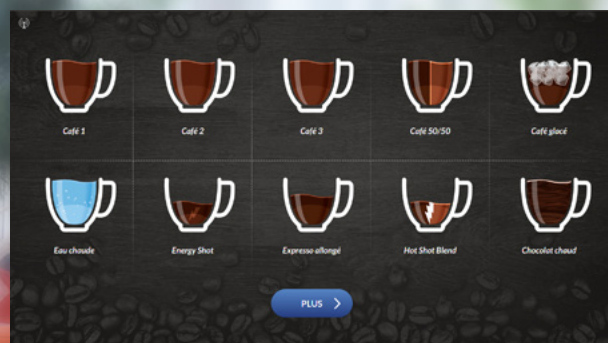 Café 1
Café 2
Café 3
Café 50/50
Café glacé
Eau chaude
Energy Shot
Expresso allongé
Hot Shot Blend
Chocolat chaud
PLUS